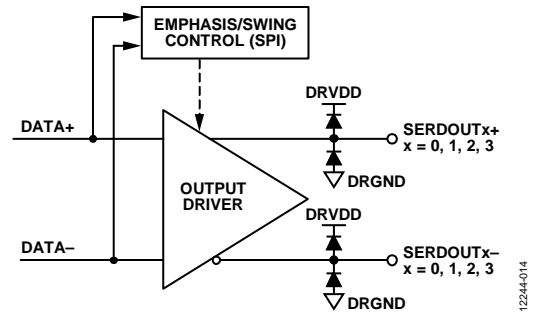 EMPHASIS/SWING
CONTROL (SPI)
DATA+
DRVDD
SERDOUTx+
x = 0, 1, 2, 3
DRGND
OUTPUT
DRIVER
DRVDD
DATA–
SERDOUTx–
x = 0, 1, 2, 3
DRGND
12244-014